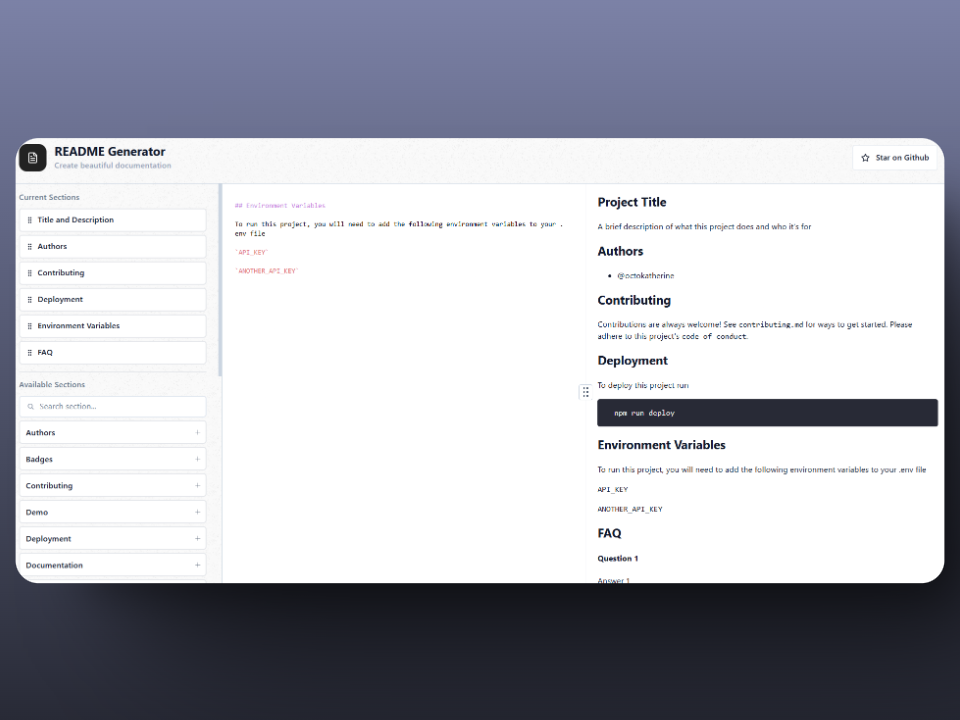 README Generator
Create beautiful documentation
Star on Github
Current Sections
Title and Description
Authors
Contributing
Deployment
Environment Variables
FAQ
Available Sections
Search section...
Authors
Badges
Contributing
Demo
Deployment
Documentation
## Environment Variables
To run this project, you will need to add the following environment variables to your .
env file
`API_KEY`
`ANOTHER_API_KEY`
Project Title
A brief description of what this project does and who it's for
Authors
@octokatherine
Contributing
Contributions are always welcome! See contributing.md for ways to get started. Please
adhere to this project's code of conduct.
Deployment
To deploy this project run
npm run deploy
Environment Variables
To run this project, you will need to add the following environment variables to your .env file
API_KEY
ANOTHER_API_KEY
FAQ
Question 1
Answer 1